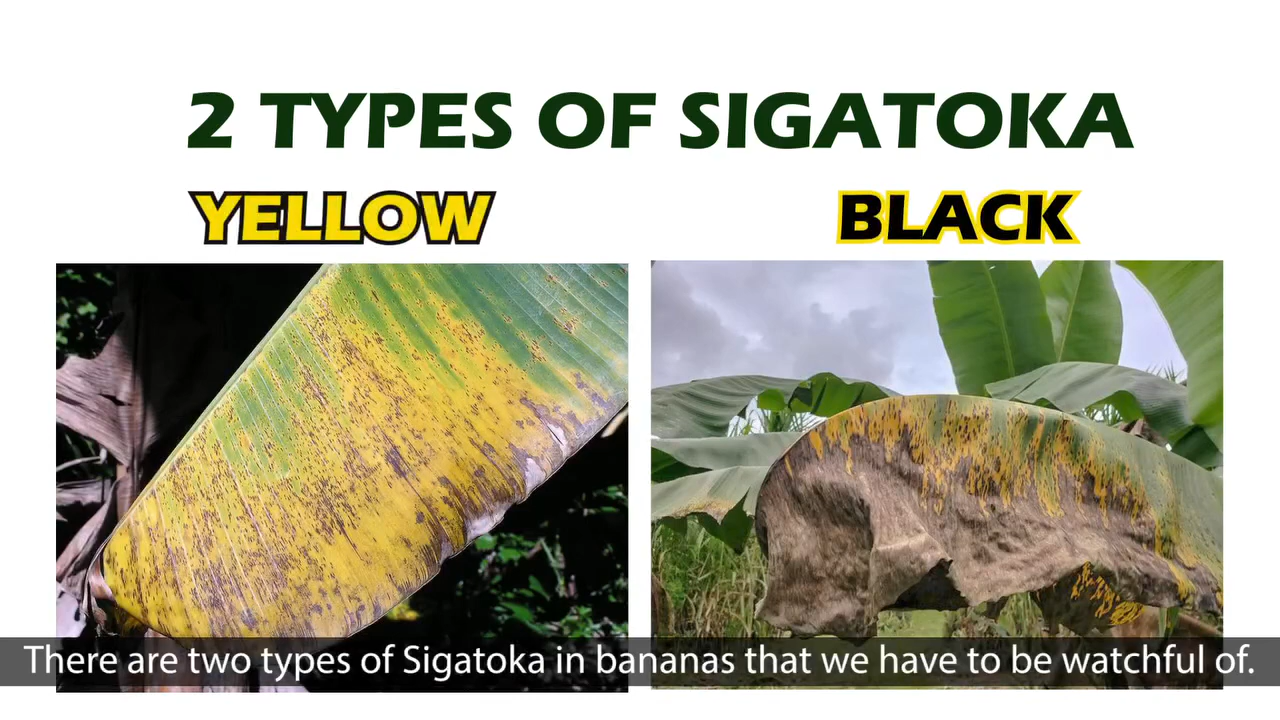 2 TYPES OF SIGATOKA
YELLOW
BLACK
There are two types of Sigatoka in bananas that we have to be watchful of.